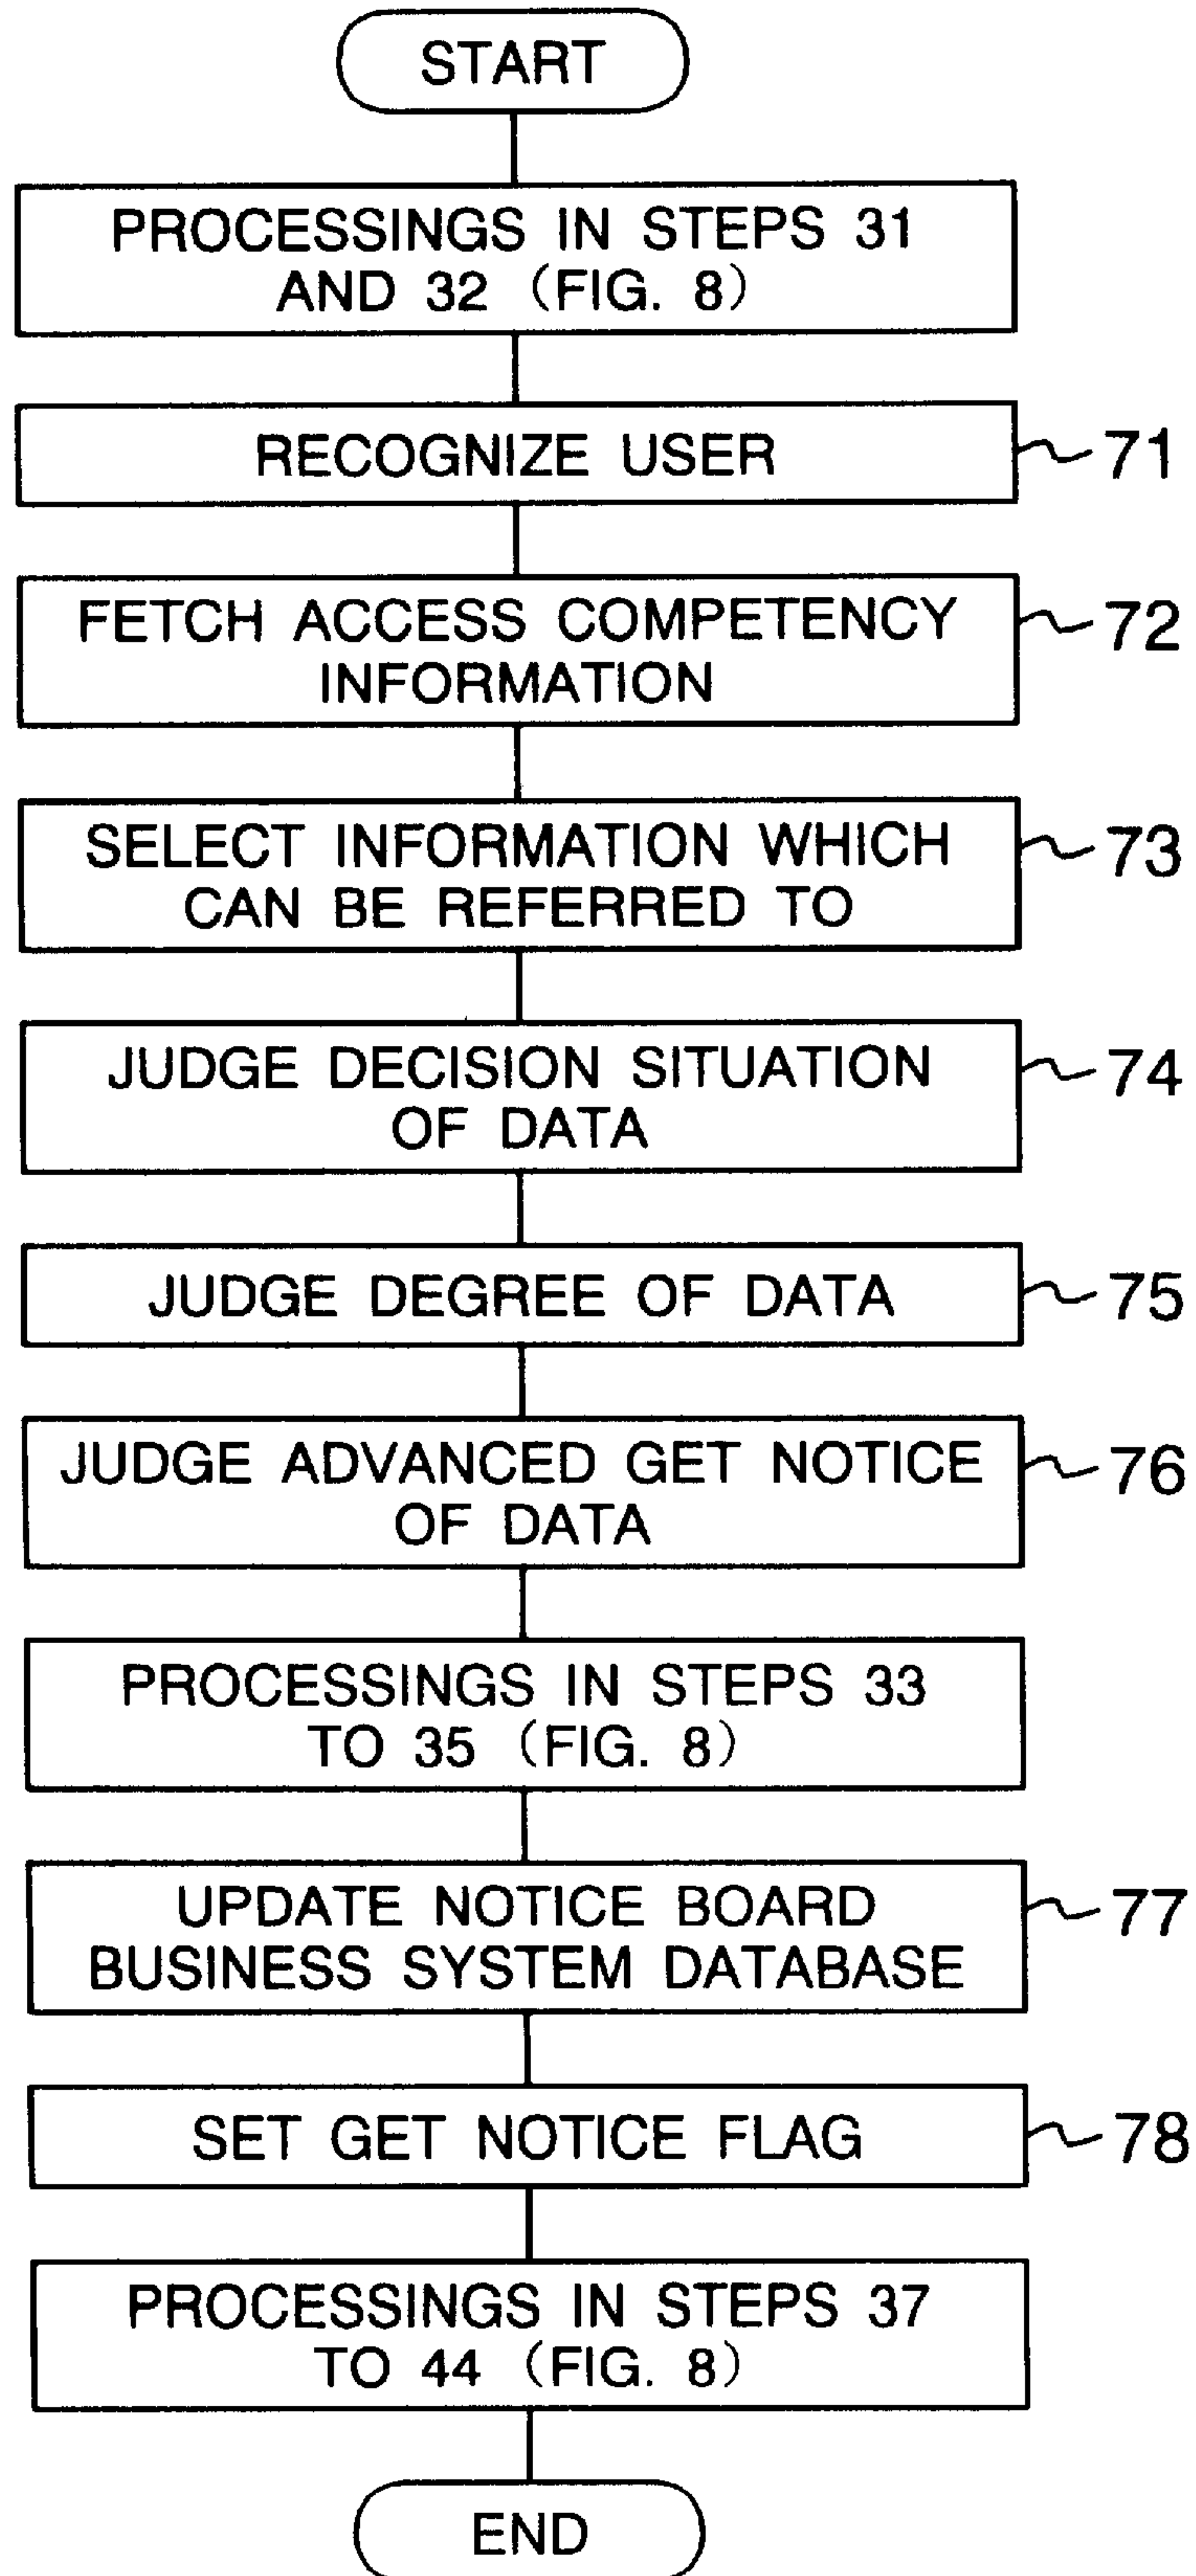 START
PROCESSINGS IN STEPS 31
AND 32 (FIG. 8)
RECOGNIZE USER
71
FETCH ACCESS COMPETENCY
INFORMATION
72
SELECT INFORMATION WHICH
CAN BE REFERRED TO
73
JUDGE DECISION SITUATION
OF DATA
74
JUDGE DEGREE OF DATA
75
JUDGE ADVANCED GET NOTICE
OF DATA
76
PROCESSINGS IN STEPS 33
TO 35 (FIG. 8)
UPDATE NOTICE BOARD
BUSINESS SYSTEM DATABASE
77
SET GET NOTICE FLAG
78
PROCESSINGS IN STEPS 37
TO 44 (FIG. 8)
END